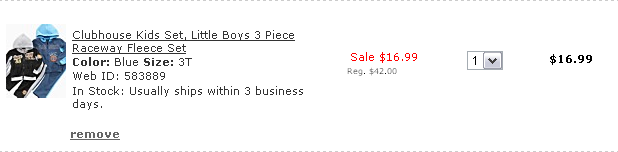 Clubhouse Kids Set, Little Boys 3 Piece
Raceway Fleece Set
Color: Blue Size: 3T
Web ID: 583889
In Stock: Usually ships within 3 business
days.
remove
Sale $16.99
Reg. $42.00
1
$16.99